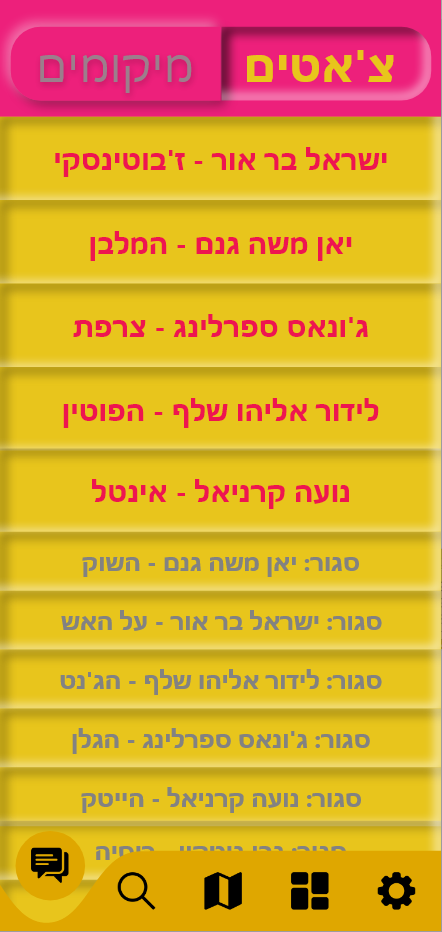 צ'אטים
מיקומים
ישראל בר אור - ז'בוטינסקי
יאן משה גנם - המלבן
ג'ונאס ספרלינג - צרפת
לידור אליהו שלף - הפוטין
נועה קרניאל - אינטל
סגור: יאן משה גנם - השוק
סגור: ישראל בר אור - על האש
סגור: לידור אליהו שלף - הג'נט
סגור: ג'ונאס ספרלינג - הגלן
סגור: נועה קרניאל - הייטק
סגור: